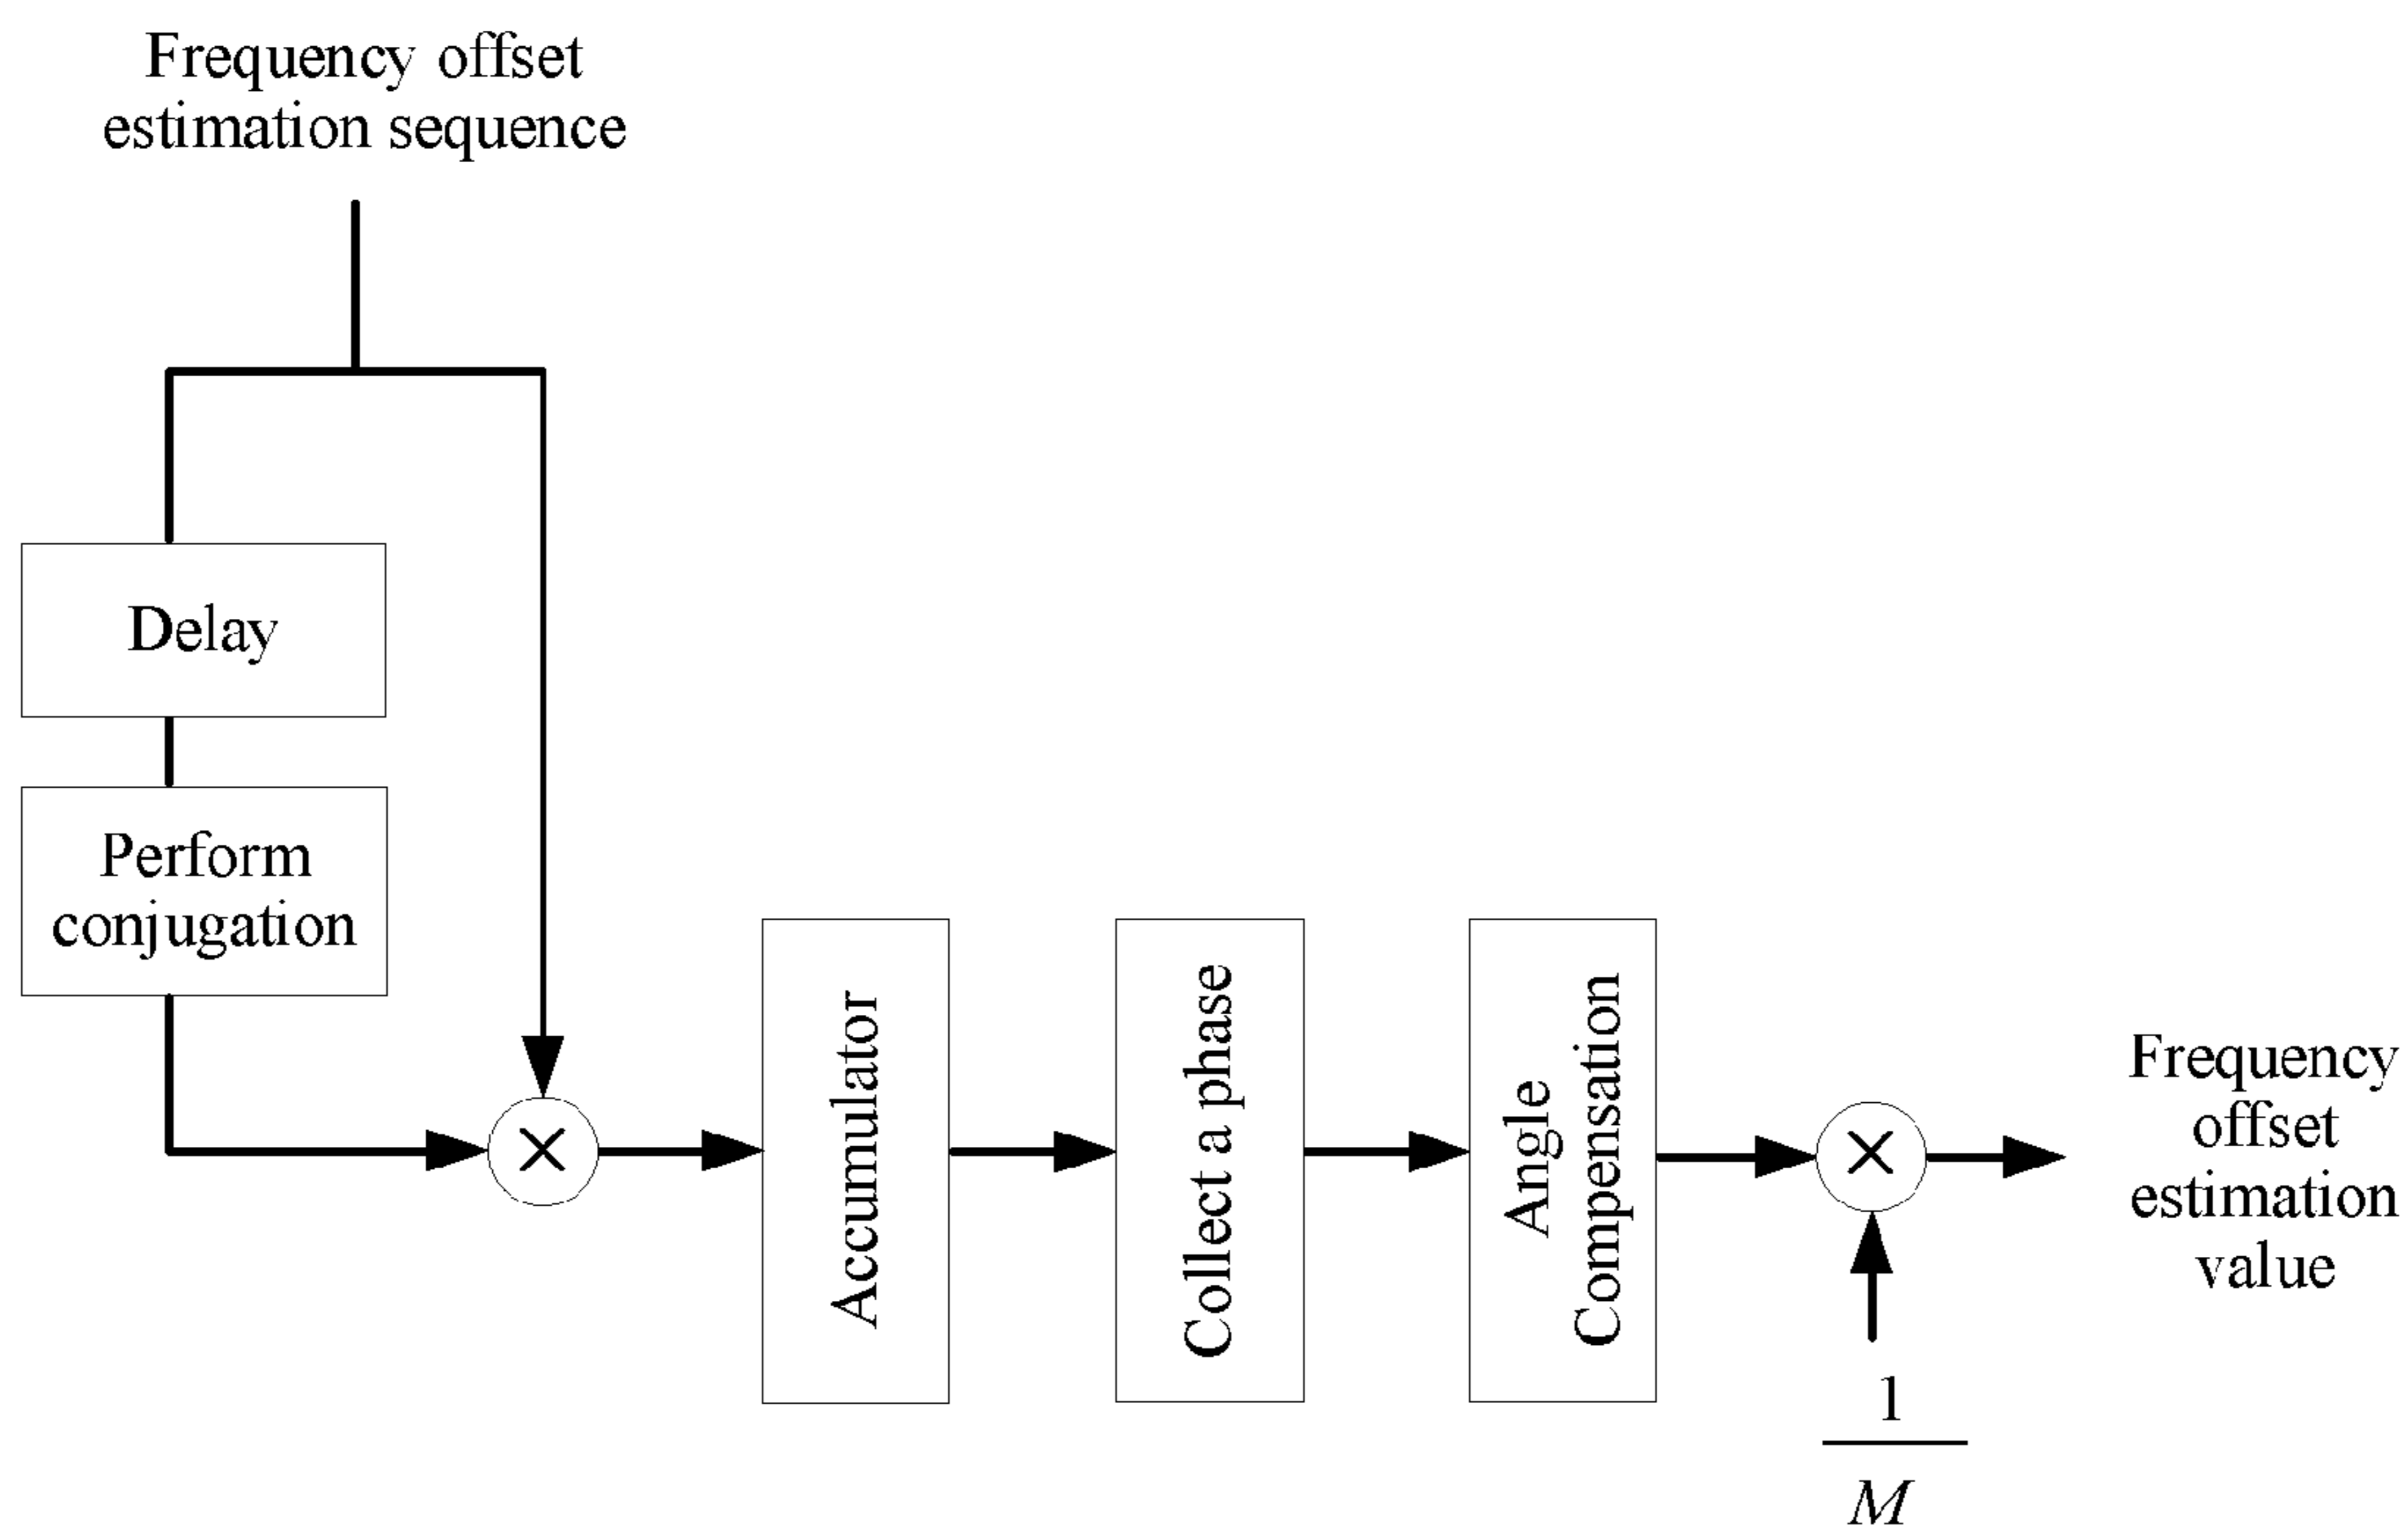 Frequency offset
estimation sequence
Delay
Perform
conjugation
×
Accumulator
Collect a phase
Angle
Compensation
×
1
M
Frequency
offset
estimation
value